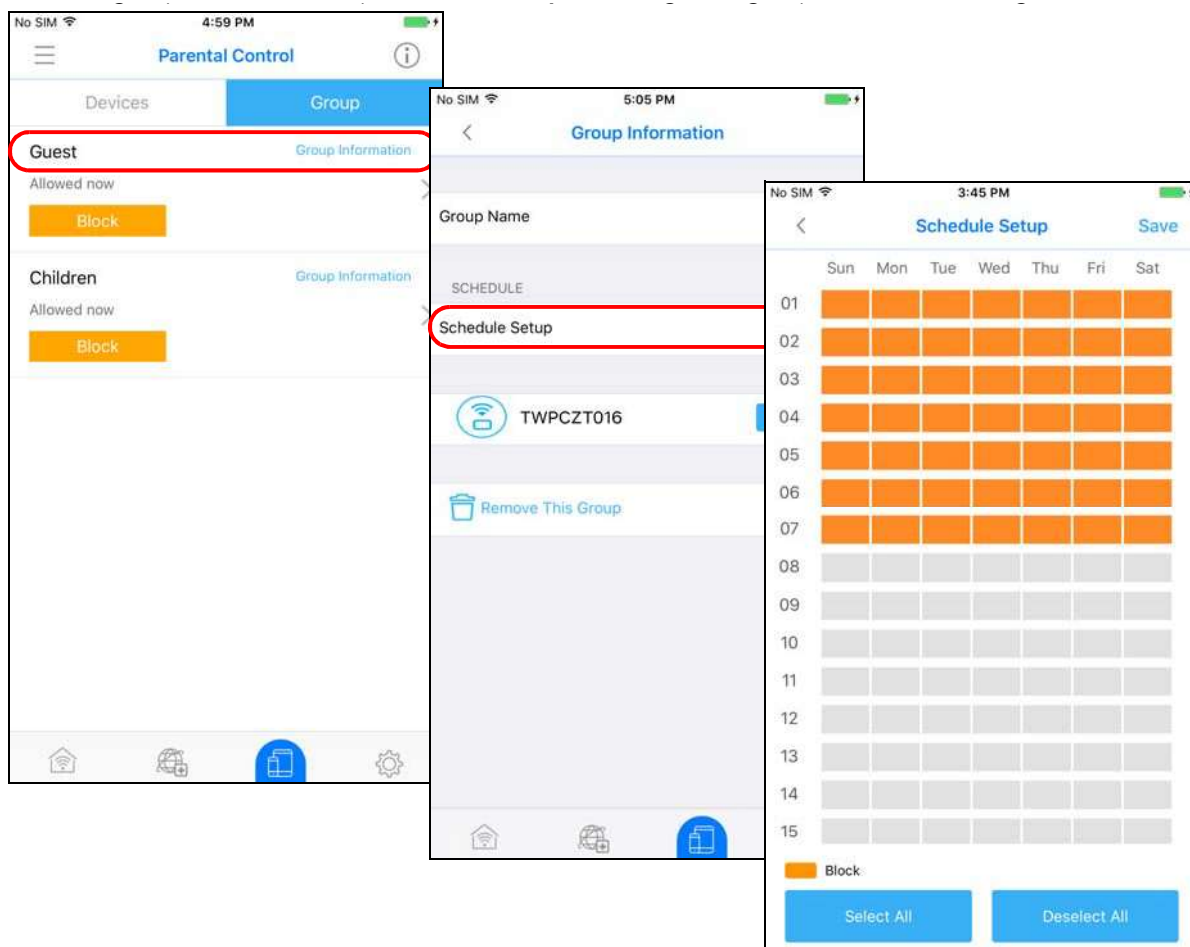 No SIM 4:59 PM
Parental Control
Devices Group
Guest Group Information
Allowed now
Block
Children Group Information
Allowed now
Block
No SIM 5:05 PM
Group Information
Group Name
SCHEDULE
Schedule Setup
TWPCZT016
Remove This Group
No SIM 3:45 PM
Schedule Setup Save
Sun Mon Tue Wed Thu Fri Sat
01
02
03
04
05
06
07
08
09
10
11
12
13
14
15
Block
Select All Deselect All